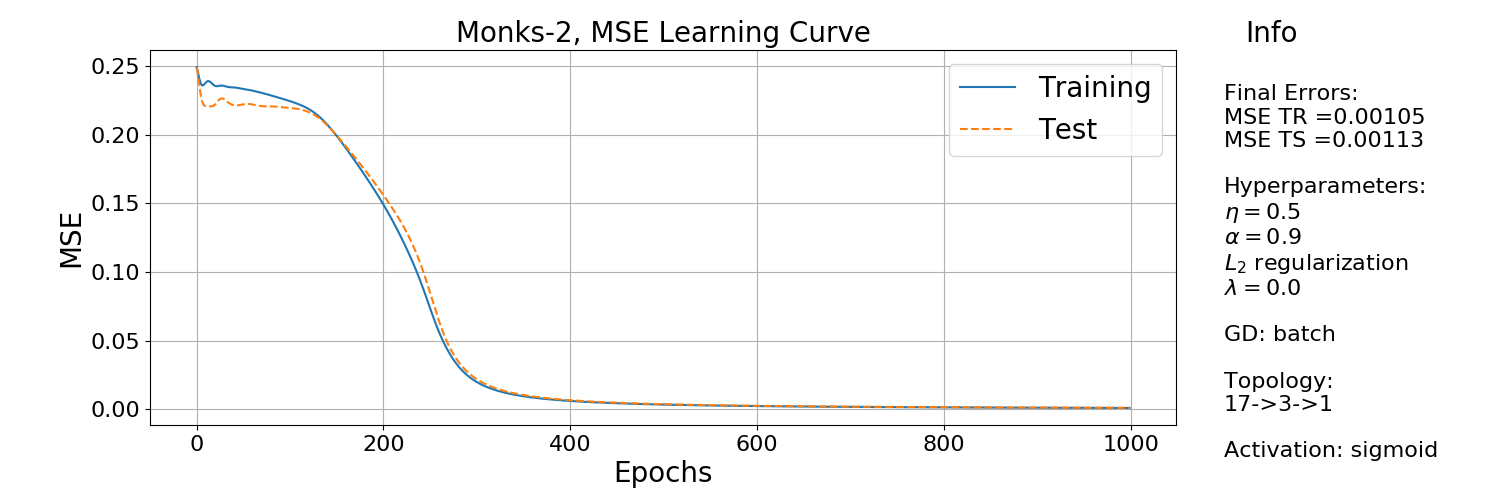 Monks-2, MSE Learning Curve
Info
0.25
0.20
0.15
0.10
0.05
0.00
MSE
Training
Test
0
200
400
600
800
1000
Epochs
Final Errors:
MSE TR =0.00105
MSE TS =0.00113
Hyperparameters:
η = 0.5
α = 0.9
L₂ regularization
λ = 0.0
GD: batch
Topology:
17->3->1
Activation: sigmoid